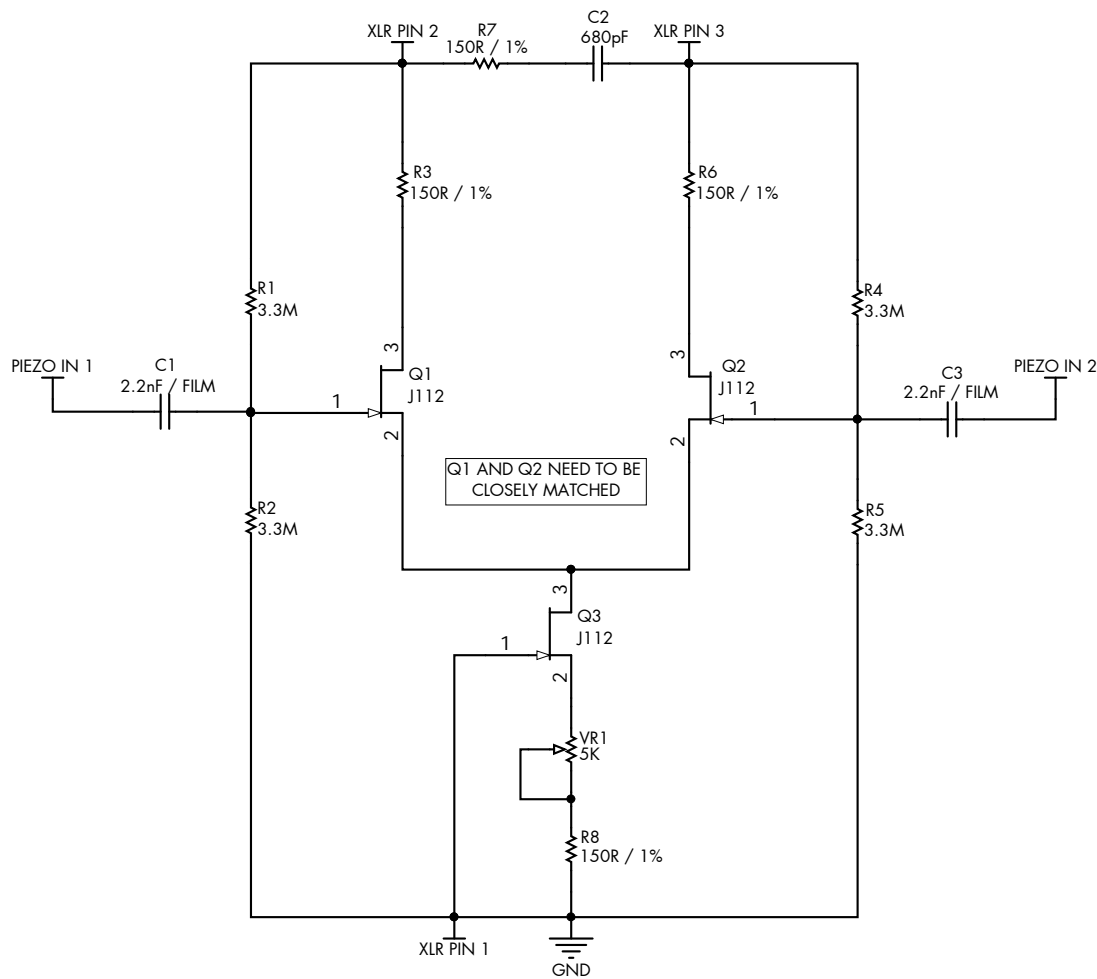 XLR PIN 2
R7
150R / 1%
C2
680pF
XLR PIN 3
R3
150R / 1%
R6
150R / 1%
R1
3.3M
R4
3.3M
PIEZO IN 1
C1
2.2nF / FILM
3
Q1
J112
1
2
3
Q2
J112
1
2
C3
2.2nF / FILM
PIEZO IN 2
Q1 AND Q2 NEED TO BE
CLOSELY MATCHED
R2
3.3M
R5
3.3M
3
Q3
J112
1
2
VR1
5K
R8
150R / 1%
XLR PIN 1
GND